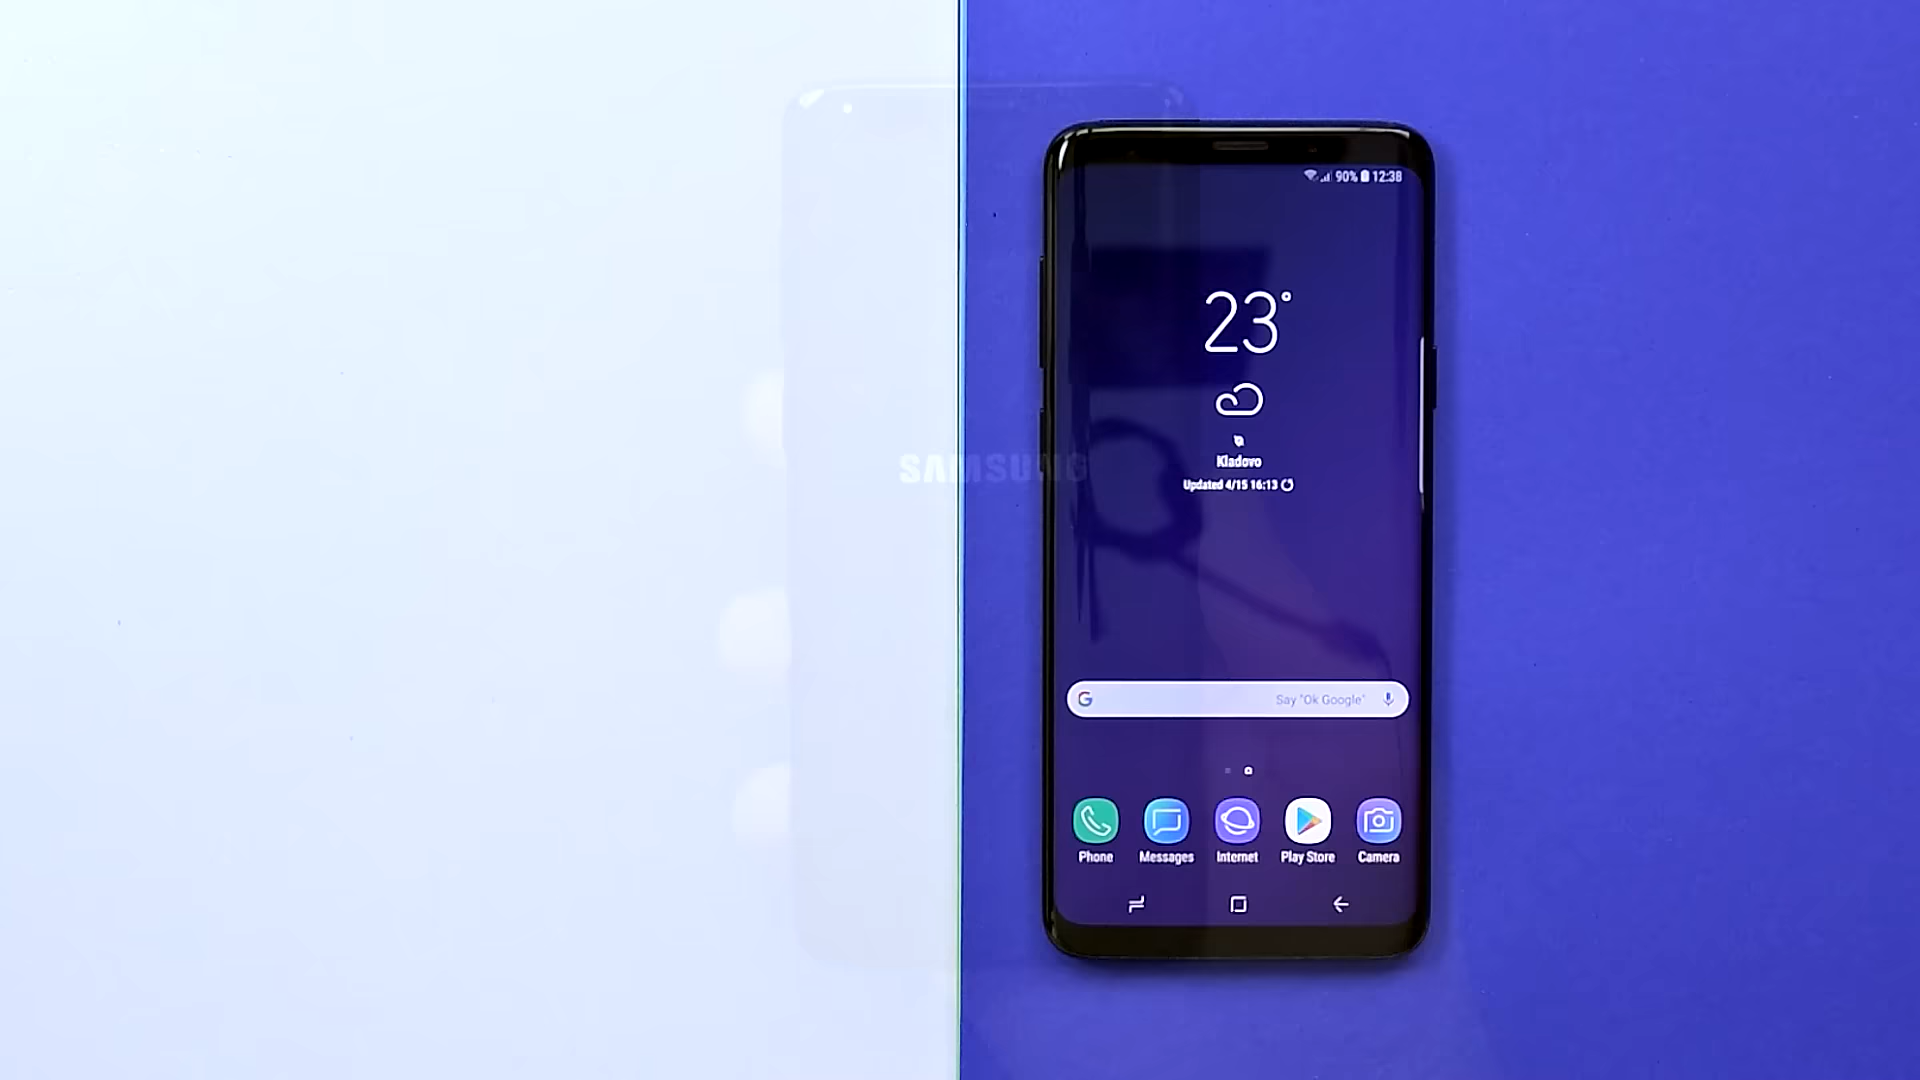 90% 12:38
23°
SAMSUNG
Kladovo
Updated 4/15 16:13
G Say "Ok Google"
Phone Messages Internet Play Store Camera